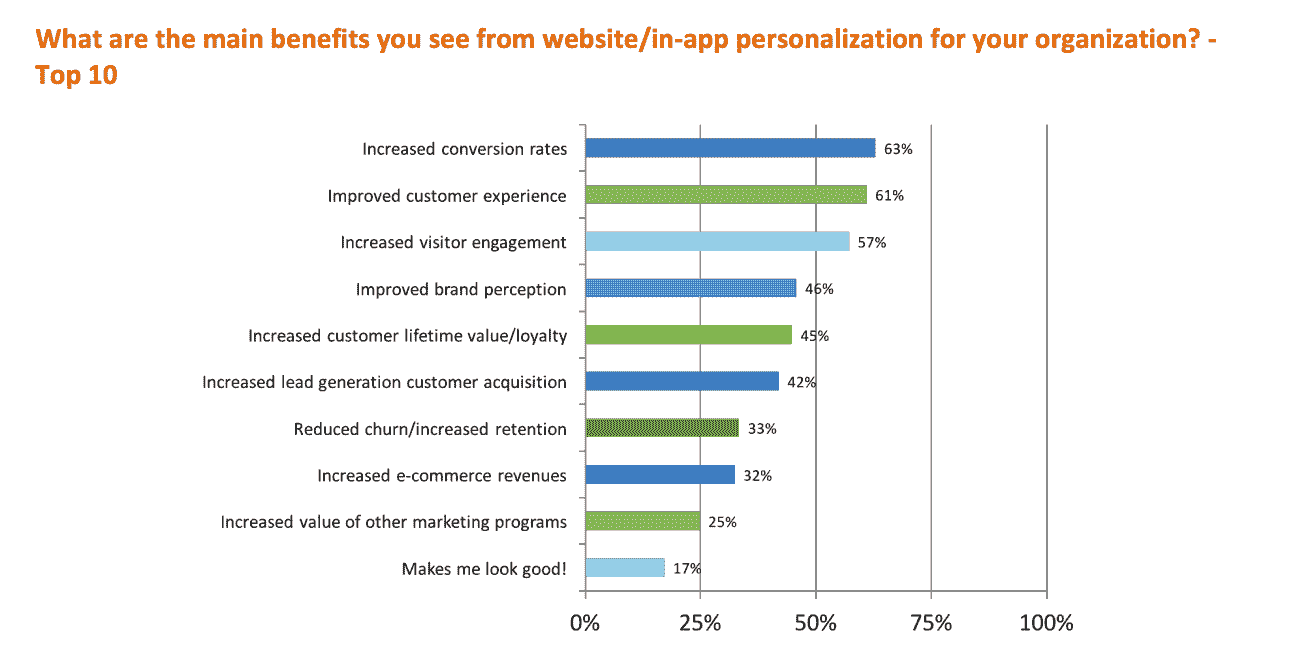 What are the main benefits you see from website/in-app personalization for your organization? -
Top 10
Increased conversion rates 63%
Improved customer experience 61%
Increased visitor engagement 57%
Improved brand perception 46%
Increased customer lifetime value/loyalty 45%
Increased lead generation customer acquisition 42%
Reduced churn/increased retention 33%
Increased e-commerce revenues 32%
Increased value of other marketing programs 25%
Makes me look good! 17%
0% 25% 50% 75% 100%